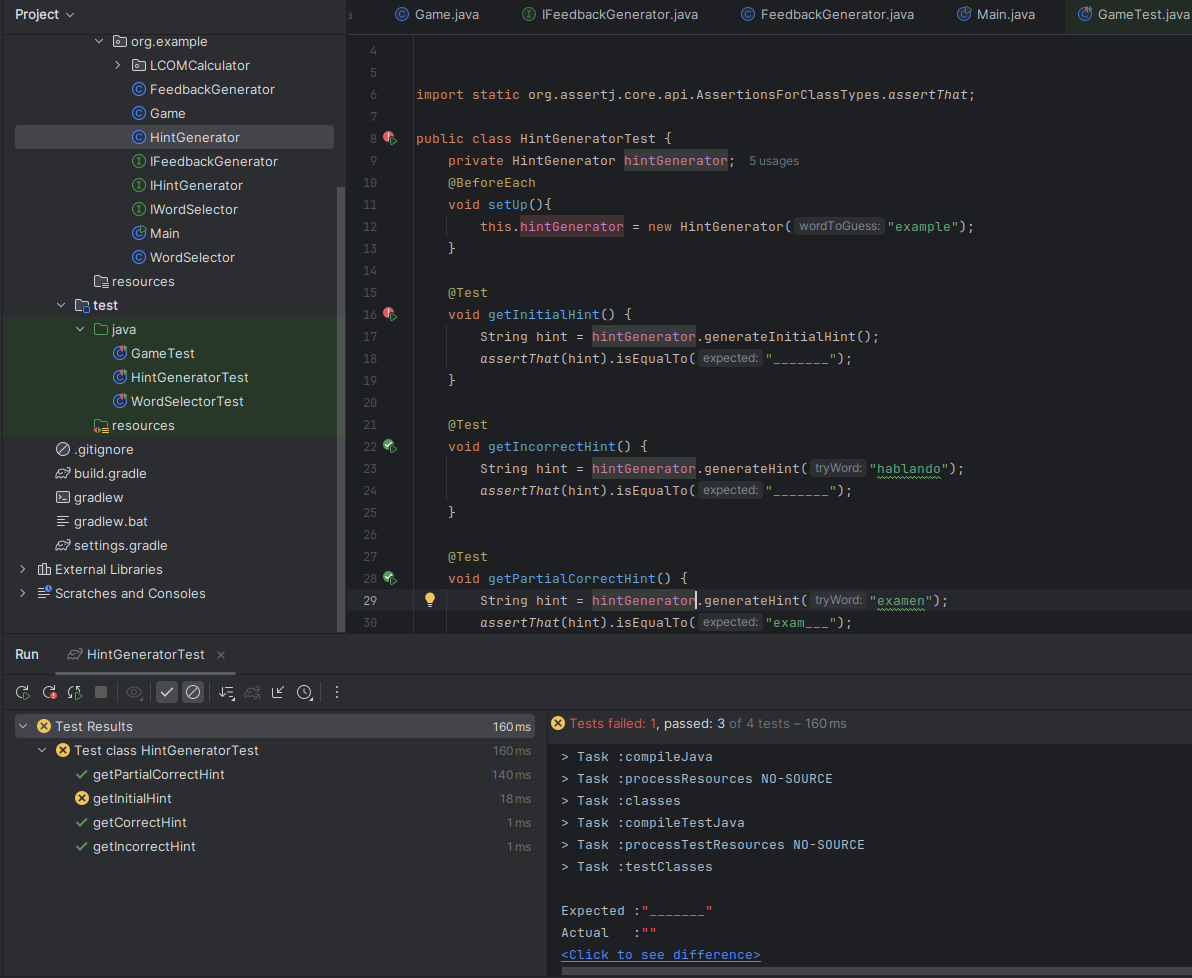 Project
Game.java
IFeedbackGenerator.java
FeedbackGenerator.java
Main.java
GameTest.java
org.example
LCOMCalculator
FeedbackGenerator
Game
HintGenerator
IFeedbackGenerator
IHintGenerator
IWordSelector
Main
WordSelector
resources
test
java
GameTest
HintGeneratorTest
WordSelectorTest
resources
.gitignore
build.gradle
gradlew
gradlew.bat
settings.gradle
External Libraries
Scratches and Consoles
4
5
6 import static org.assertj.core.api.AssertionsForClassTypes.assertThat;
7
8 public class HintGeneratorTest {
9 private HintGenerator hintGenerator; 5 usages
10 @BeforeEach
11 void setUp(){
12 this.hintGenerator = new HintGenerator( wordToGuess: "example");
13 }
14
15 @Test
16 void getInitialHint() {
17 String hint = hintGenerator.generateInitialHint();
18 assertThat(hint).isEqualTo( expected: "_______");
19 }
20
21 @Test
22 void getIncorrectHint() {
23 String hint = hintGenerator.generateHint( tryWord: "hablando");
24 assertThat(hint).isEqualTo( expected: "_______");
25 }
26
27 @Test
28 void getPartialCorrectHint() {
29 String hint = hintGenerator.generateHint( tryWord: "examen");
30 assertThat(hint).isEqualTo( expected: "exam___");
Run
HintGeneratorTest
Test Results 160 ms
Test class HintGeneratorTest 160 ms
getPartialCorrectHint 140 ms
getInitialHint 18 ms
getCorrectHint 1 ms
getIncorrectHint 1 ms
Tests failed: 1, passed: 3 of 4 tests – 160 ms
> Task :compileJava
> Task :processResources NO-SOURCE
> Task :classes
> Task :compileTestJava
> Task :processTestResources NO-SOURCE
> Task :testClasses
Expected :"_______"
Actual :""
<Click to see difference>